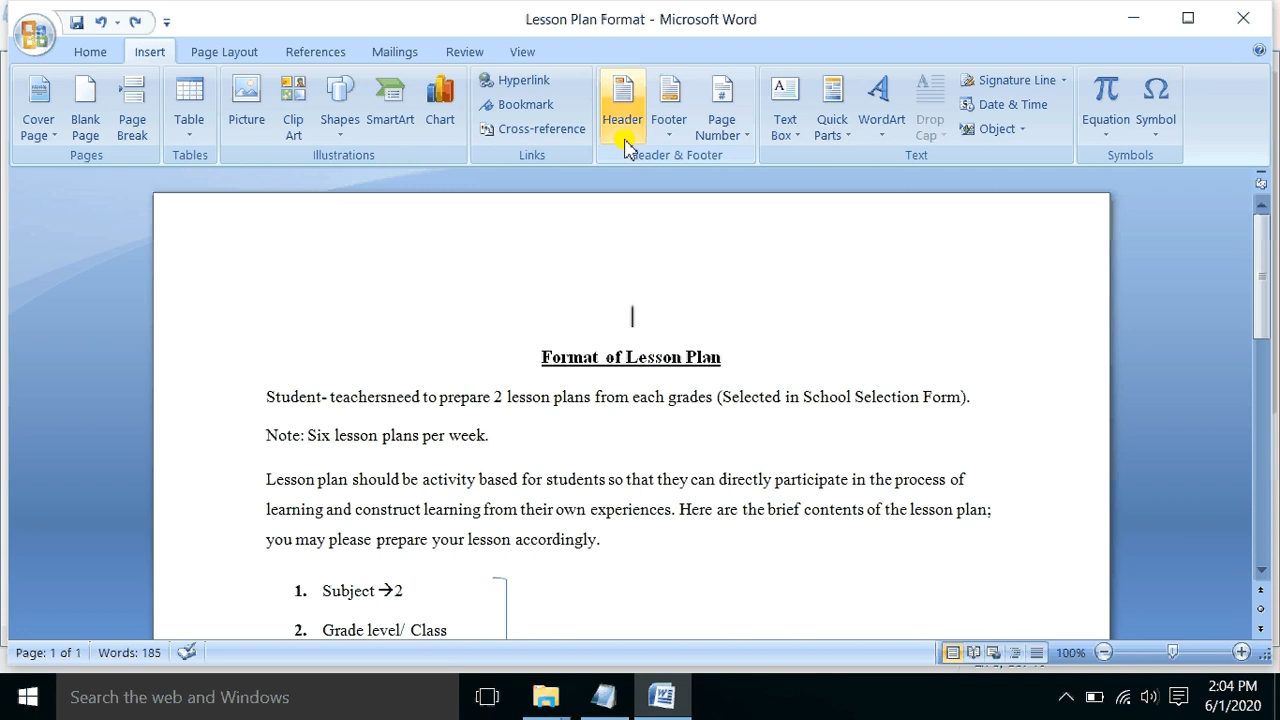 Lesson Plan Format - Microsoft Word
Home Insert Page Layout References Mailings Review View
Cover Page
Blank Page
Page Break
Table
Picture
Clip Art
Shapes
SmartArt
Chart
Hyperlink
Bookmark
Cross-reference
Header
Footer
Page Number
Text Box
Quick Parts
WordArt
Drop Cap
Signature Line
Date & Time
Object
Equation
Symbol
Pages Tables Illustrations Links Header & Footer Text Symbols
Format of Lesson Plan
Student- teachersneed to prepare 2 lesson plans from each grades (Selected in School Selection Form).
Note: Six lesson plans per week.
Lesson plan should be activity based for students so that they can directly participate in the process of
learning and construct learning from their own experiences. Here are the brief contents of the lesson plan;
you may please prepare your lesson accordingly.
1. Subject →2
2. Grade level/ Class
Page: 1 of 1 Words: 185 100%
Search the web and Windows
2:04 PM
6/1/2020